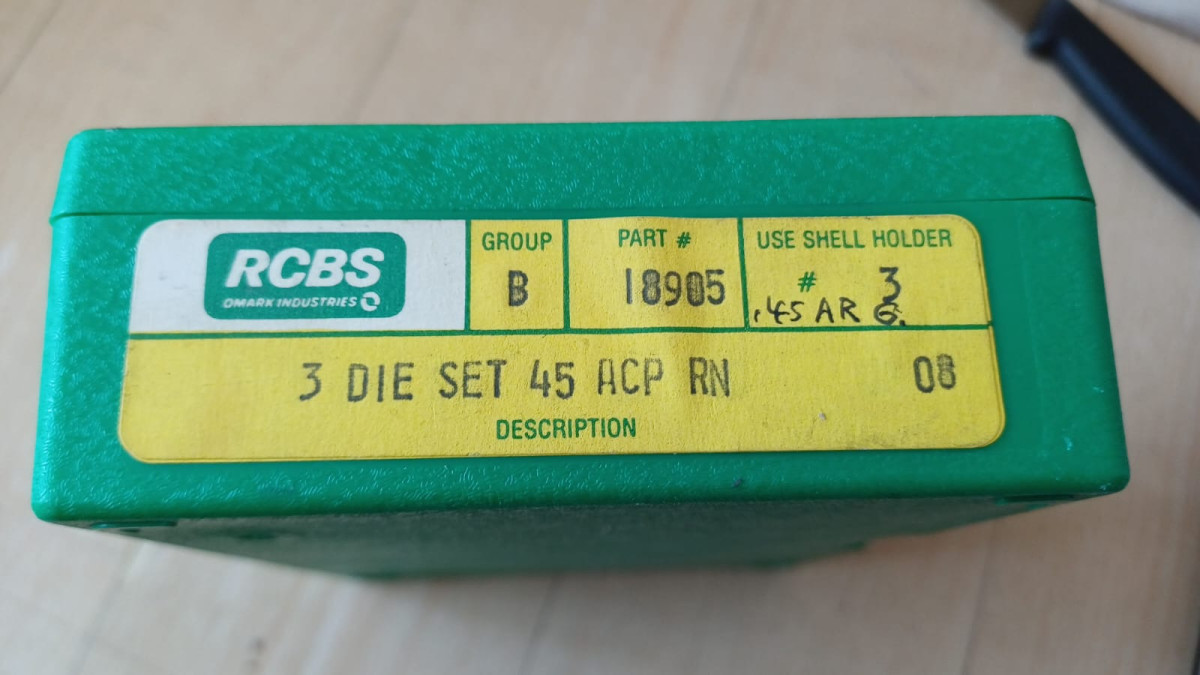 RCBS
OMARK INDUSTRIES
GROUP
B
PART #
18905
USE SHELL HOLDER
# 3
.45 AR 6.
3 DIE SET 45 ACP RN 08
DESCRIPTION